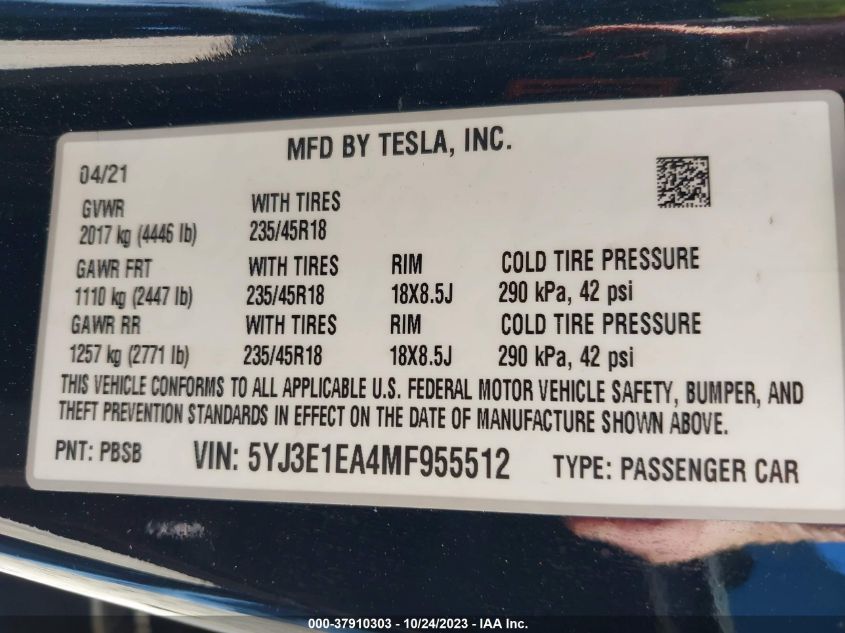 MFD BY TESLA, INC.
04/21
GVWR WITH TIRES
2017 kg (4446 lb) 235/45R18
GAWR FRT WITH TIRES RIM COLD TIRE PRESSURE
1110 kg (2447 lb) 235/45R18 18X8.5J 290 kPa, 42 psi
GAWR RR WITH TIRES RIM COLD TIRE PRESSURE
1257 kg (2771 lb) 235/45R18 18X8.5J 290 kPa, 42 psi
THIS VEHICLE CONFORMS TO ALL APPLICABLE U.S. FEDERAL MOTOR VEHICLE SAFETY, BUMPER, AND
THEFT PREVENTION STANDARDS IN EFFECT ON THE DATE OF MANUFACTURE SHOWN ABOVE.
PNT: PBSB VIN: 5YJ3E1EA4MF955512 TYPE: PASSENGER CAR
000-37910303 - 10/24/2023 - IAA Inc.